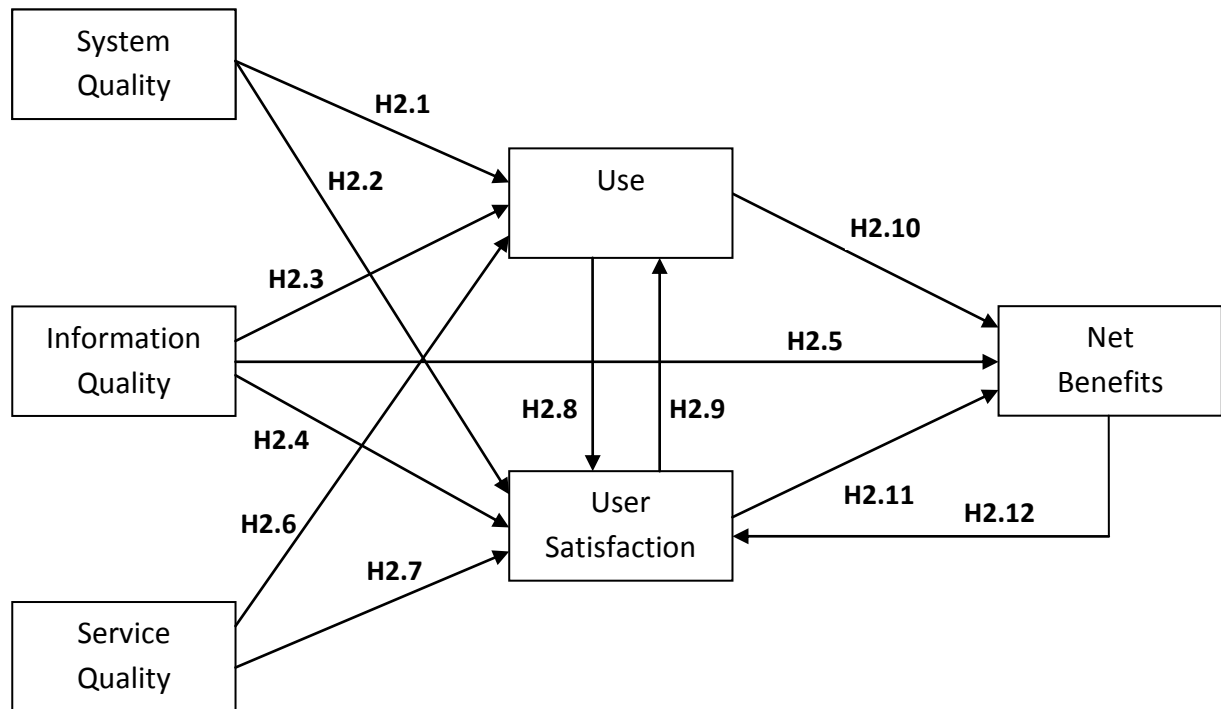 System
Quality
H2.1
H2.2
Use
H2.10
H2.3
Information
Quality
H2.5
Net
Benefits
H2.8
H2.9
H2.4
User
Satisfaction
H2.11
H2.12
H2.6
H2.7
Service
Quality